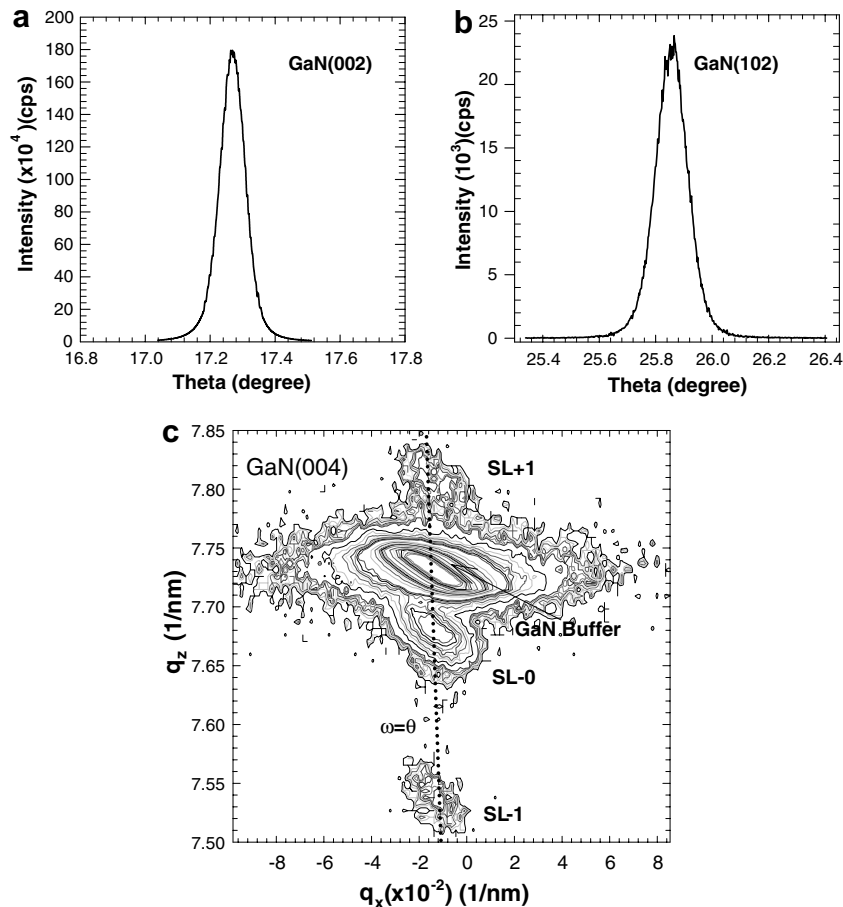 a
b
200
180
160
140
120
100
80
60
40
20
0
Intensity (x10^4)(cps)
GaN(002)
16.8 17.0 17.2 17.4 17.6 17.8
Theta (degree)
25
20
15
10
5
0
Intensity (10^3)(cps)
GaN(102)
25.4 25.6 25.8 26.0 26.2 26.4
Theta (degree)
c
7.85
7.80
7.75
7.70
7.65
7.60
7.55
7.50
q_z (1/nm)
GaN(004)
SL+1
GaN Buffer
SL-0
ω=θ
SL-1
-8 -6 -4 -2 0 2 4 6 8
q_x(x10^-2) (1/nm)